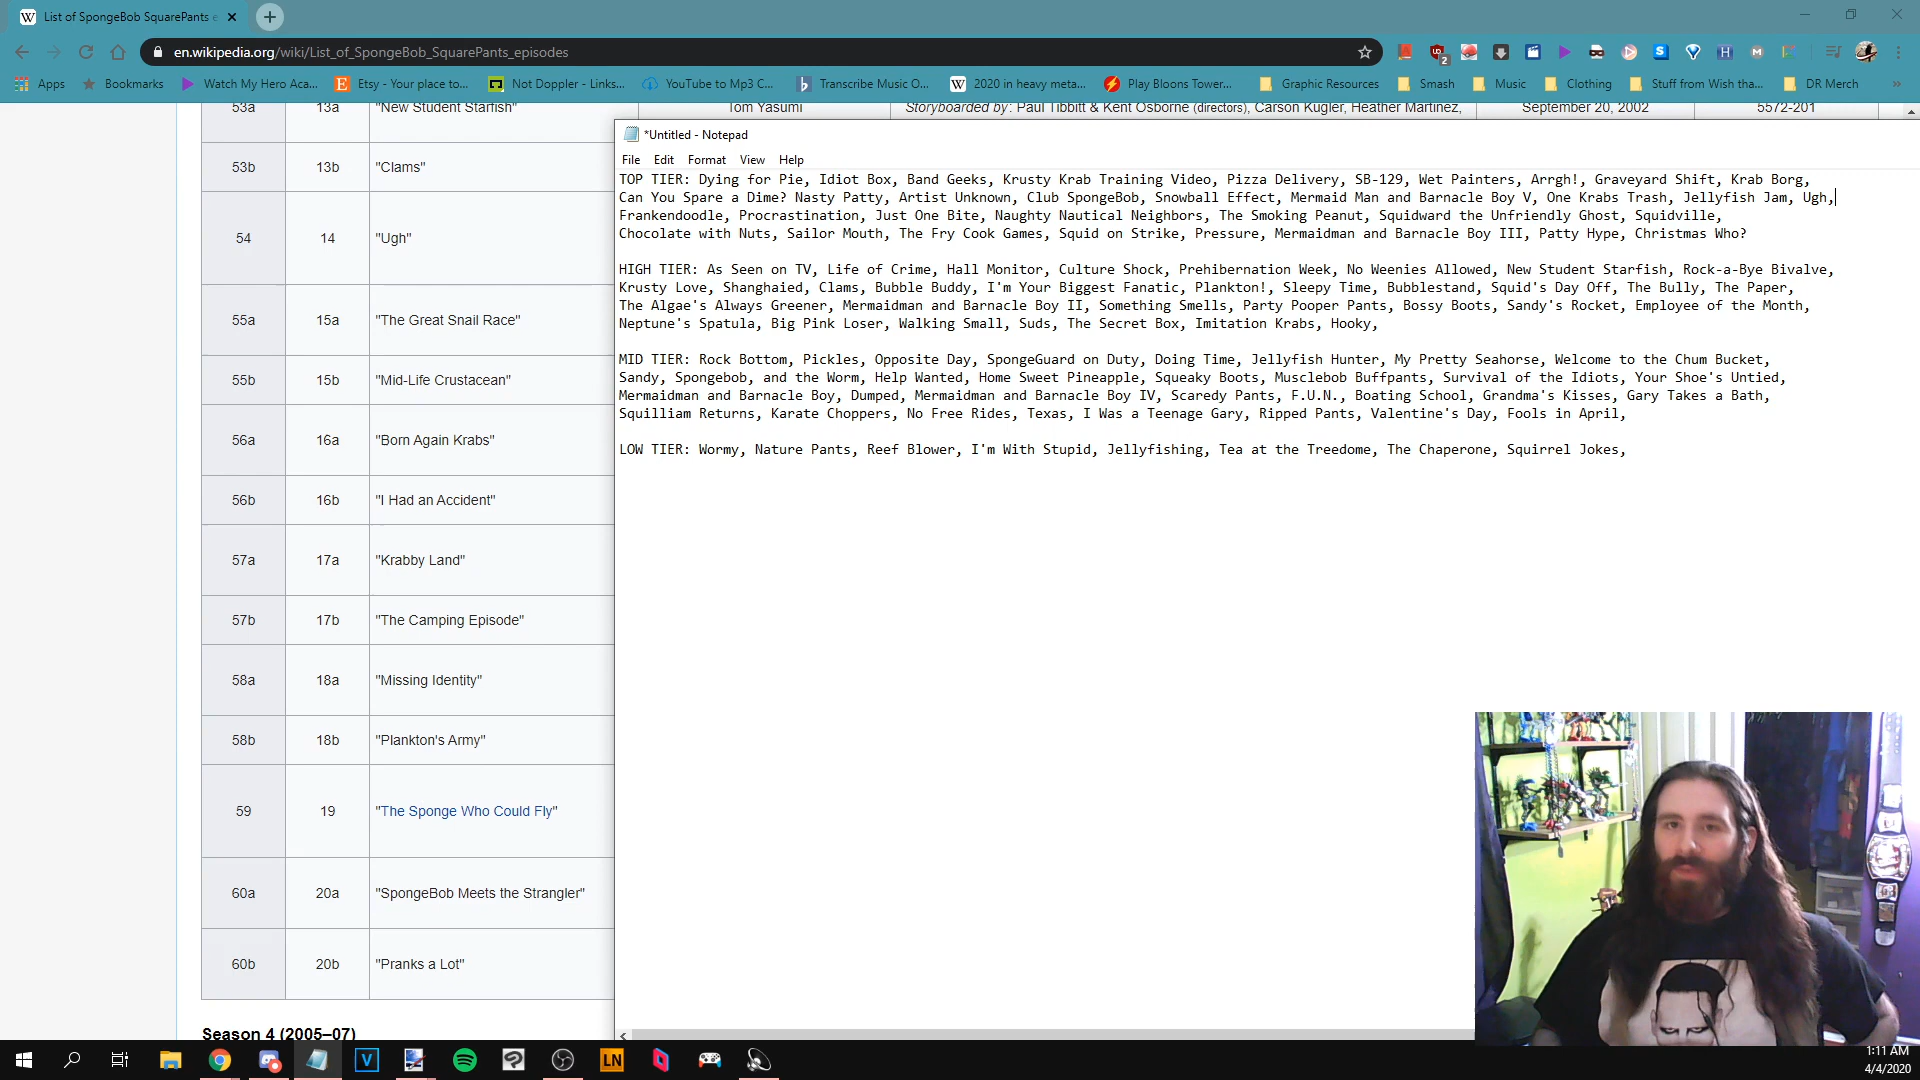 List of SpongeBob SquarePants e
en.wikipedia.org/wiki/List_of_SpongeBob_SquarePants_episodes
Apps Bookmarks Watch My Hero Aca... Etsy - Your place to... Not Doppler - Links... YouTube to Mp3 C... Transcribe Music O... 2020 in heavy meta... Play Bloons Tower... Graphic Resources Smash Music Clothing Stuff from Wish tha... DR Merch »
53a 13a "New Student Starfish" Tom Yasumi Storyboarded by: Paul Tibbitt & Kent Osborne (directors), Carson Kugler, Heather Martinez, September 20, 2002 5572-201
53b 13b "Clams"
54 14 "Ugh"
55a 15a "The Great Snail Race"
55b 15b "Mid-Life Crustacean"
56a 16a "Born Again Krabs"
56b 16b "I Had an Accident"
57a 17a "Krabby Land"
57b 17b "The Camping Episode"
58a 18a "Missing Identity"
58b 18b "Plankton's Army"
59 19 "The Sponge Who Could Fly"
60a 20a "SpongeBob Meets the Strangler"
60b 20b "Pranks a Lot"
Season 4 (2005–07)
*Untitled - Notepad
File Edit Format View Help
TOP TIER: Dying for Pie, Idiot Box, Band Geeks, Krusty Krab Training Video, Pizza Delivery, SB-129, Wet Painters, Arrgh!, Graveyard Shift, Krab Borg,
Can You Spare a Dime? Nasty Patty, Artist Unknown, Club SpongeBob, Snowball Effect, Mermaid Man and Barnacle Boy V, One Krabs Trash, Jellyfish Jam, Ugh,
Frankendoodle, Procrastination, Just One Bite, Naughty Nautical Neighbors, The Smoking Peanut, Squidward the Unfriendly Ghost, Squidville,
Chocolate with Nuts, Sailor Mouth, The Fry Cook Games, Squid on Strike, Pressure, Mermaidman and Barnacle Boy III, Patty Hype, Christmas Who?
HIGH TIER: As Seen on TV, Life of Crime, Hall Monitor, Culture Shock, Prehibernation Week, No Weenies Allowed, New Student Starfish, Rock-a-Bye Bivalve,
Krusty Love, Shanghaied, Clams, Bubble Buddy, I'm Your Biggest Fanatic, Plankton!, Sleepy Time, Bubblestand, Squid's Day Off, The Bully, The Paper,
The Algae's Always Greener, Mermaidman and Barnacle Boy II, Something Smells, Party Pooper Pants, Bossy Boots, Sandy's Rocket, Employee of the Month,
Neptune's Spatula, Big Pink Loser, Walking Small, Suds, The Secret Box, Imitation Krabs, Hooky,
MID TIER: Rock Bottom, Pickles, Opposite Day, SpongeGuard on Duty, Doing Time, Jellyfish Hunter, My Pretty Seahorse, Welcome to the Chum Bucket,
Sandy, Spongebob, and the Worm, Help Wanted, Home Sweet Pineapple, Squeaky Boots, Musclebob Buffpants, Survival of the Idiots, Your Shoe's Untied,
Mermaidman and Barnacle Boy, Dumped, Mermaidman and Barnacle Boy IV, Scaredy Pants, F.U.N., Boating School, Grandma's Kisses, Gary Takes a Bath,
Squilliam Returns, Karate Choppers, No Free Rides, Texas, I Was a Teenage Gary, Ripped Pants, Valentine's Day, Fools in April,
LOW TIER: Wormy, Nature Pants, Reef Blower, I'm With Stupid, Jellyfishing, Tea at the Treedome, The Chaperone, Squirrel Jokes,
1:11 AM
4/4/2020